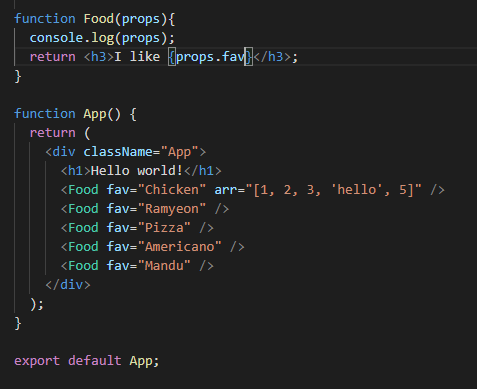 function Food(props){
  console.log(props);
  return <h3>I like {props.fav}</h3>;
}
function App() {
  return (
    <div className="App">
      <h1>Hello world!</h1>
      <Food fav="Chicken" arr="[1, 2, 3, 'hello', 5]" />
      <Food fav="Ramyeon" />
      <Food fav="Pizza" />
      <Food fav="Americano" />
      <Food fav="Mandu" />
    </div>
  );
}
export default App;